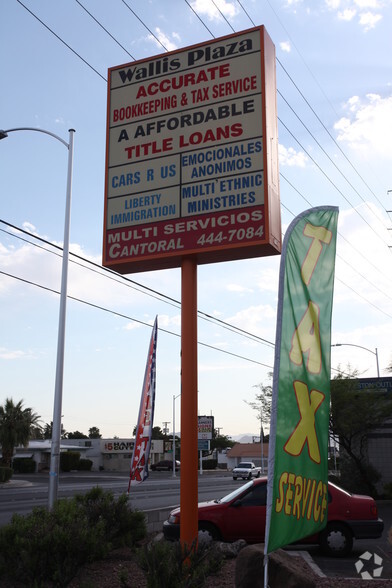 Wallis Plaza
ACCURATE
BOOKKEEPING & TAX SERVICE
A AFFORDABLE
TITLE LOANS
CARS R US
EMOCIONALES
ANONIMOS
LIBERTY
IMMIGRATION
MULTI'ETHNIC
MINISTRIES
MULTI SERVICIOS
CANTORAL 444-7084
TAX
SERVICE